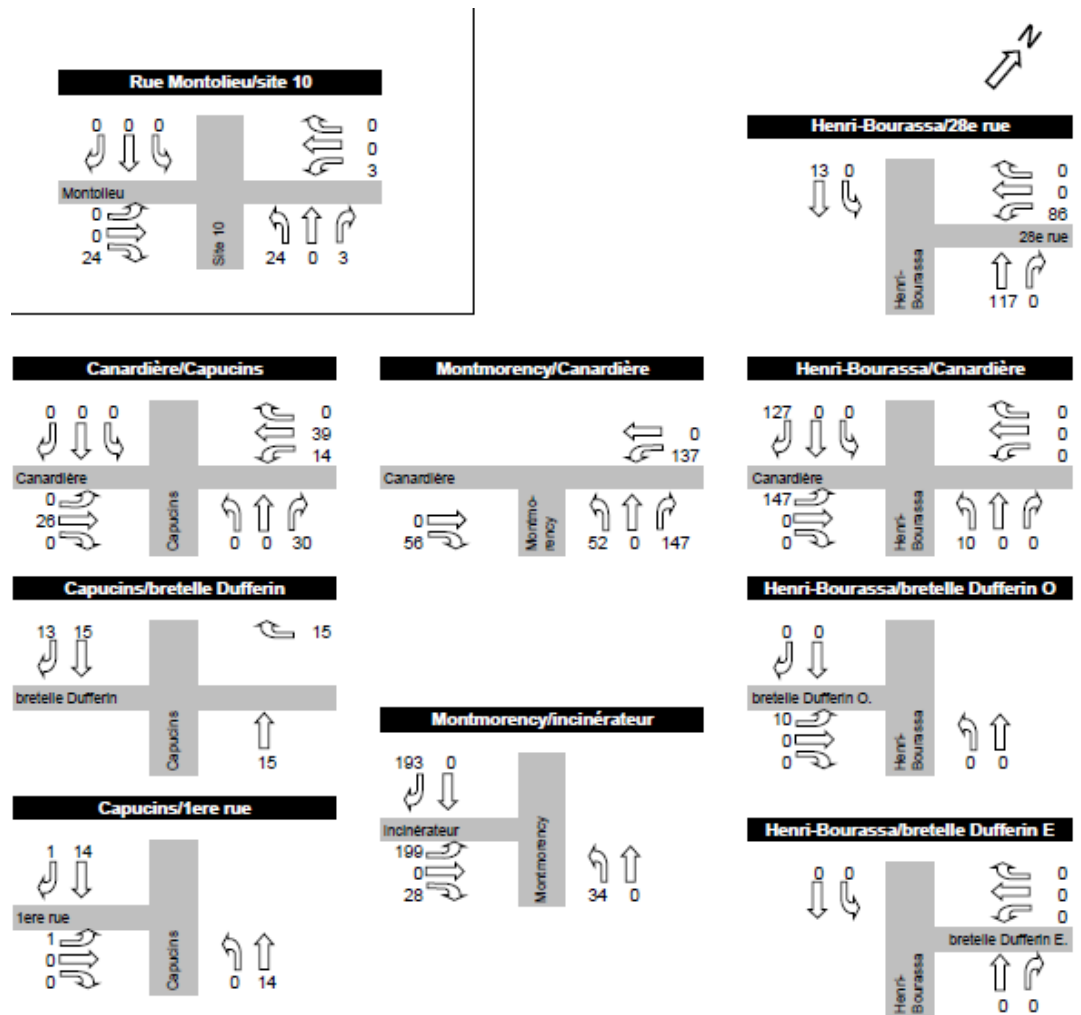 N
Rue Montolieu/site 10
0 0 0
0
0
3
Montolieu
0
0
24
Site 10
24 0 3
Henri-Bourassa/28e rue
13 0
0
0
86
28e rue
Henri-
Bourassa
117 0
Canardière/Capucins
0 0 0
0
39
14
Canardière
0
26
0
Capucins
0 0 30
Montmorency/Canardière
0
137
Canardière
0
56
Montmo-
rency
52 0 147
Henri-Bourassa/Canardière
127 0 0
0
0
0
Canardière
147
0
0
Henri-
Bourassa
10 0 0
Capucins/bretelle Dufferin
13 15
15
bretelle Dufferin
Capucins
15
Henri-Bourassa/bretelle Dufferin O
0 0
bretelle Dufferin O.
10
0
0
Henri-
Bourassa
0 0
Montmorency/incinérateur
193 0
Incinérateur
199
0
28
Montmorency
34 0
Capucins/1ere rue
1 14
1ere rue
1
0
0
Capucins
0 14
Henri-Bourassa/bretelle Dufferin E
0 0
0
0
0
bretelle Dufferin E.
Henri-
Bourassa
0 0